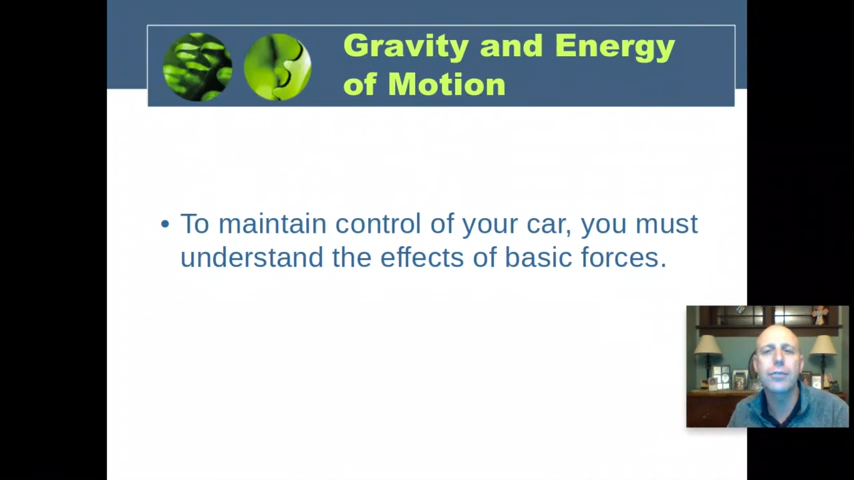 Gravity and Energy
of Motion
• To maintain control of your car, you must
understand the effects of basic forces.